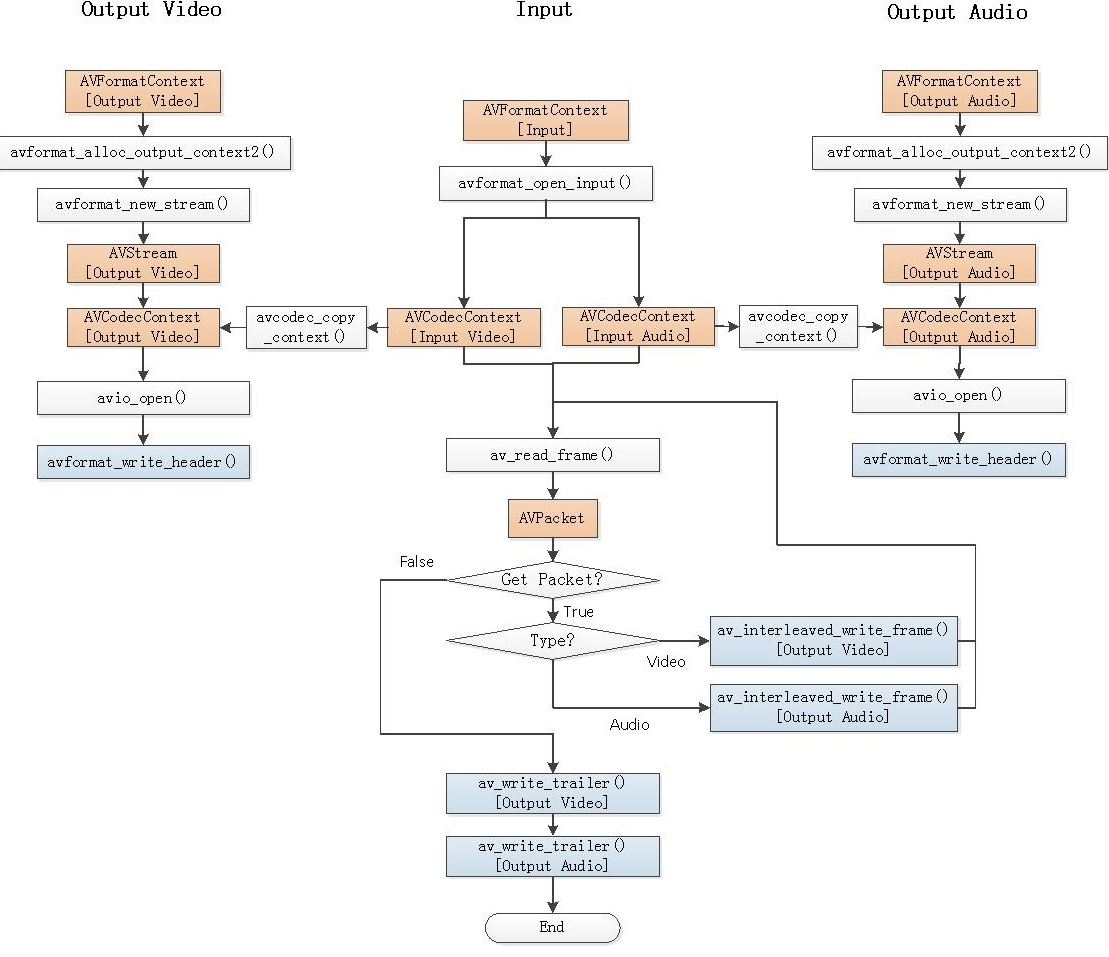 Output Video
Input
Output Audio
AVFormatContext
[Output Video]
avformat_alloc_output_context2()
avformat_new_stream()
AVStream
[Output Video]
AVCodecContext
[Output Video]
avio_open()
avformat_write_header()
AVFormatContext
[Input]
avformat_open_input()
avcodec_copy
_context()
AVCodecContext
[Input Video]
AVCodecContext
[Input Audio]
avcodec_copy
_context()
AVFormatContext
[Output Audio]
avformat_alloc_output_context2()
avformat_new_stream()
AVStream
[Output Audio]
AVCodecContext
[Output Audio]
avio_open()
avformat_write_header()
av_read_frame()
AVPacket
False
Get Packet?
True
Type?
Video
av_interleaved_write_frame()
[Output Video]
Audio
av_interleaved_write_frame()
[Output Audio]
av_write_trailer()
[Output Video]
av_write_trailer()
[Output Audio]
End